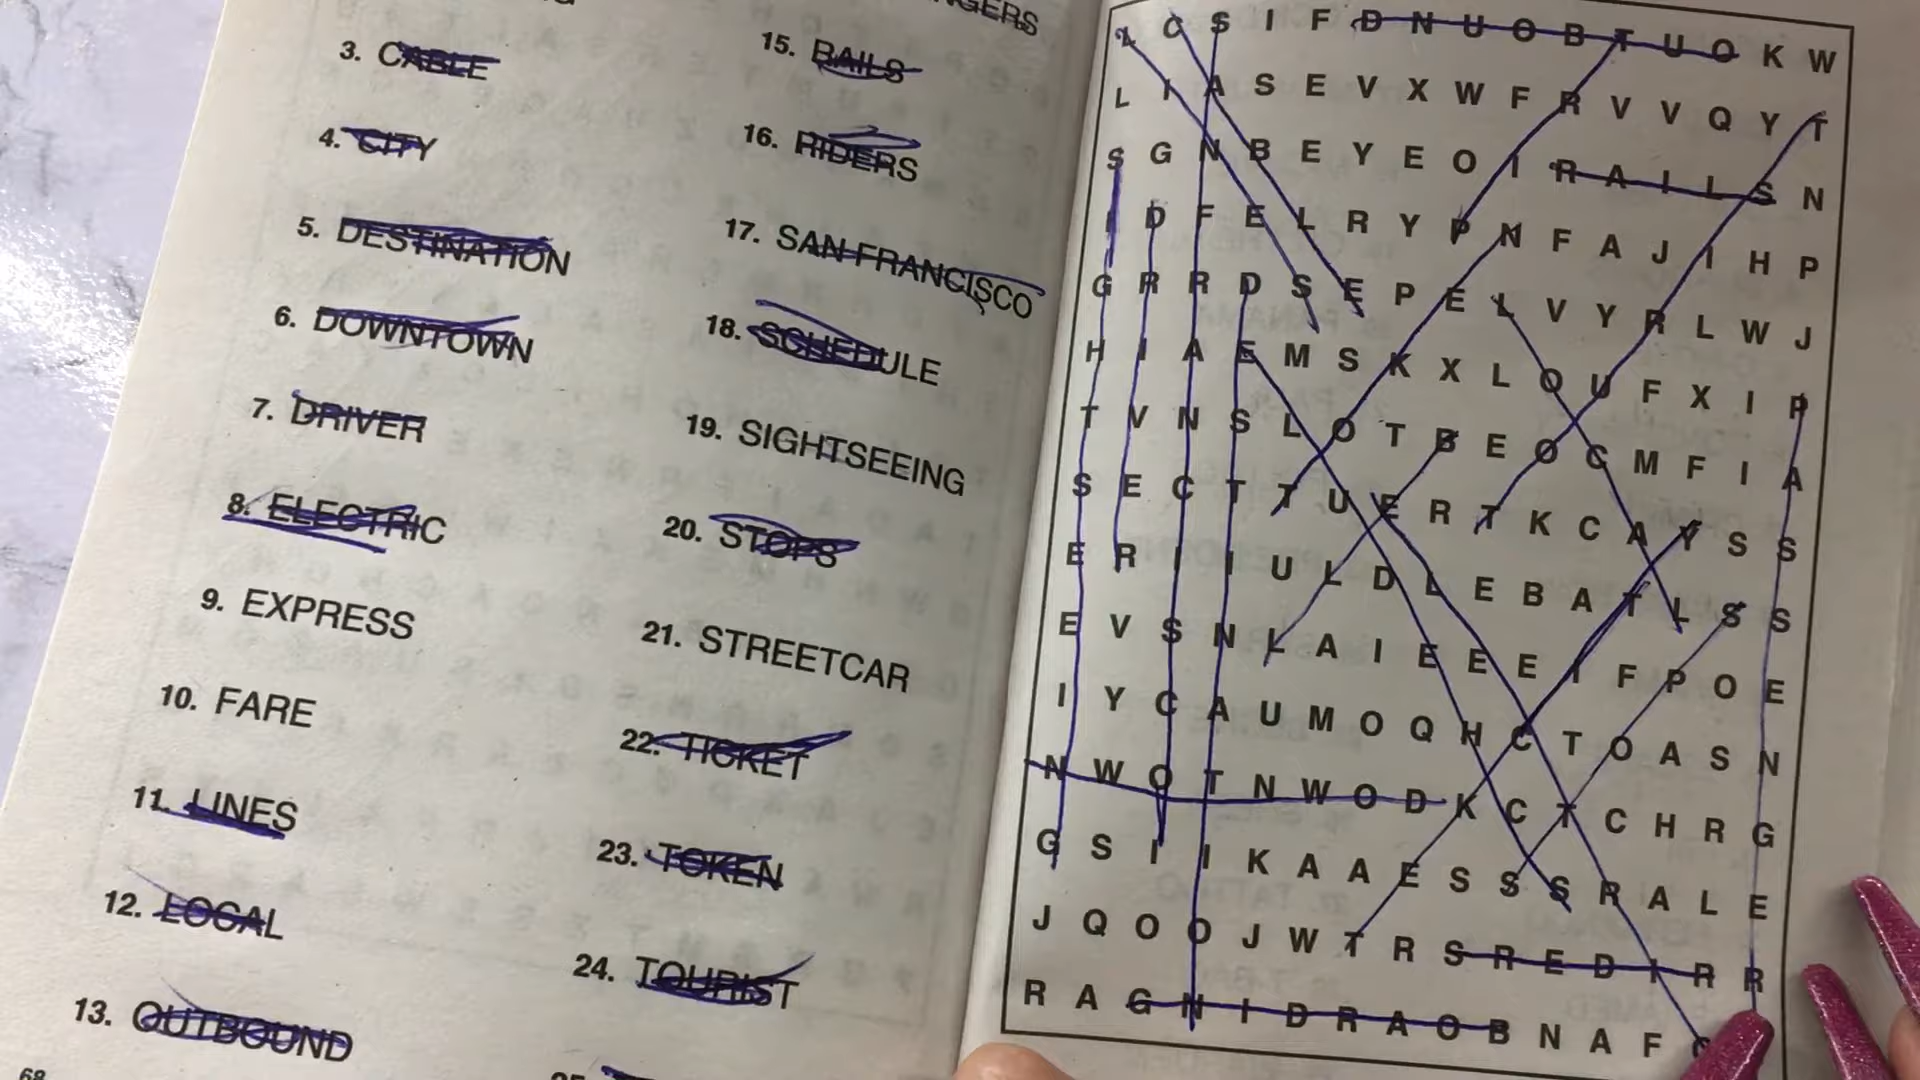 3. CABLE
4. CITY
5. DESTINATION
6. DOWNTOWN
7. DRIVER
8. ELECTRIC
9. EXPRESS
10. FARE
11. LINES
12. LOCAL
13. OUTBOUND
68
NGERS
15. RAILS
16. RIDERS
17. SAN FRANCISCO
18. SCHEDULE
19. SIGHTSEEING
20. STOPS
21. STREETCAR
22. TICKET
23. TOKEN
24. TOURIST
L C S I F D N U O B T U O K W
L I A S E V X W F R V V Q Y T
S G N B E Y E O I R A I L S N
I D F E L R Y P N F A J I H P
G R R D S E P E L V Y R L W J
H I A E M S K X L O U F X I P
T V N S L O T B E O C M F I A
S E C T T U E R T K C A Y S S
E R I I U L D L E B A T L S S
E V S N L A I E E E I F P O E
I Y C A U M O Q H C T O A S N
N W O T N W O D K C T C H R G
G S I I K A A E S S S R A L E
J Q O O J W T R S R E D I R R
R A G N I D R A O B N A F C